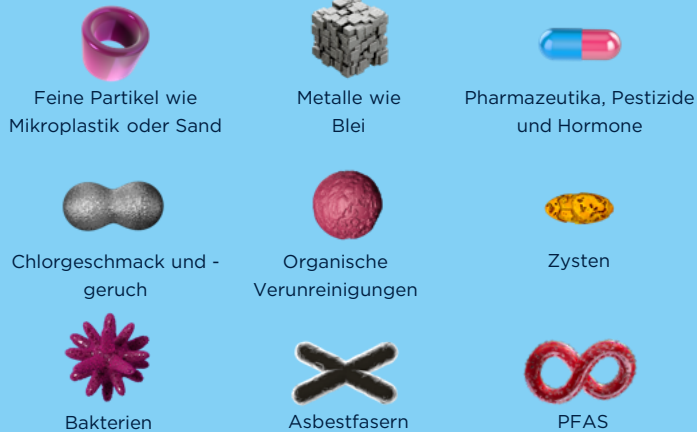 Feine Partikel wie
Mikroplastik oder Sand
Metalle wie
Blei
Pharmazeutika, Pestizide
und Hormone
Chlorgeschmack und -
geruch
Organische
Verunreinigungen
Zysten
Bakterien
Asbestfasern
PFAS